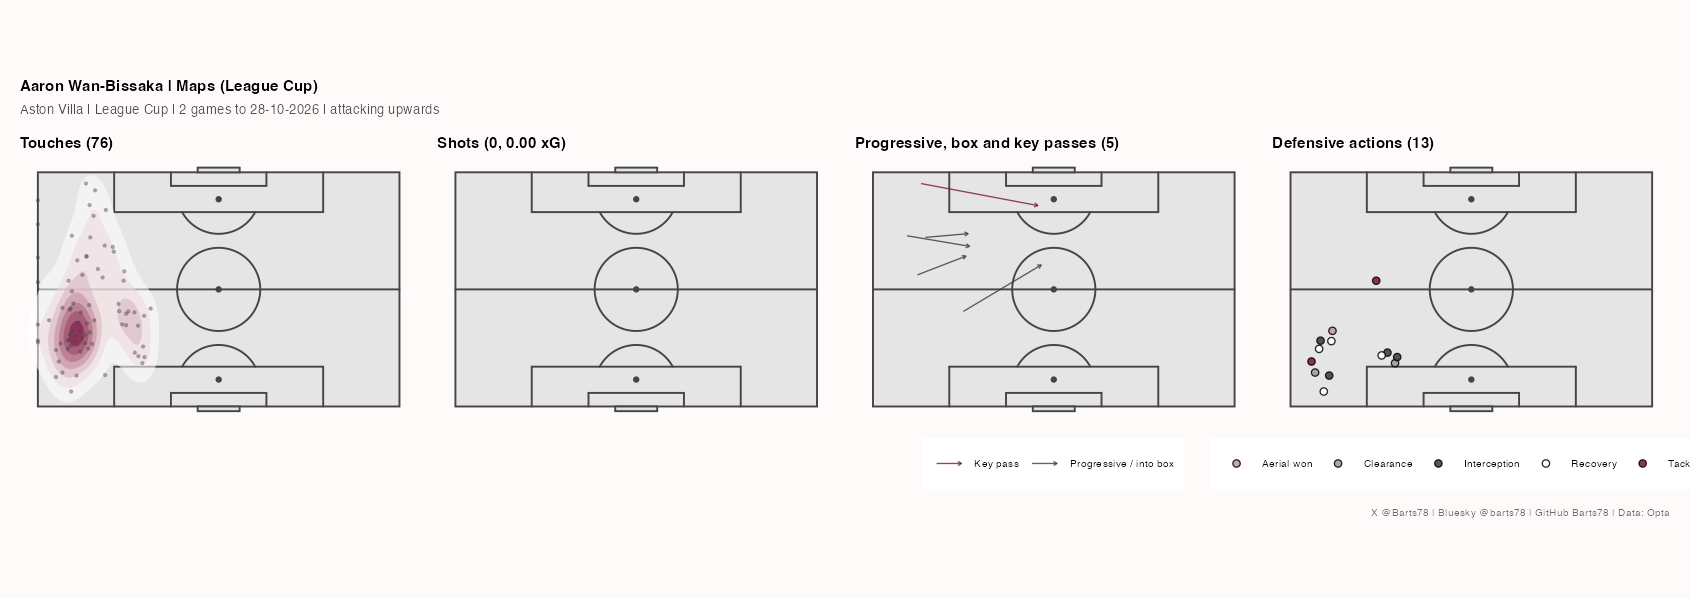 Aaron Wan-Bissaka | Maps (League Cup)
Aston Villa | League Cup | 2 games to 28-10-2026 | attacking upwards
Touches (76)
Shots (0, 0.00 xG)
Progressive, box and key passes (5)
Defensive actions (13)
Key pass
Progressive / into box
Aerial won
Clearance
Interception
Recovery
Tack
X @Barts78 | Bluesky @barts78 | GitHub Barts78 | Data: Opta